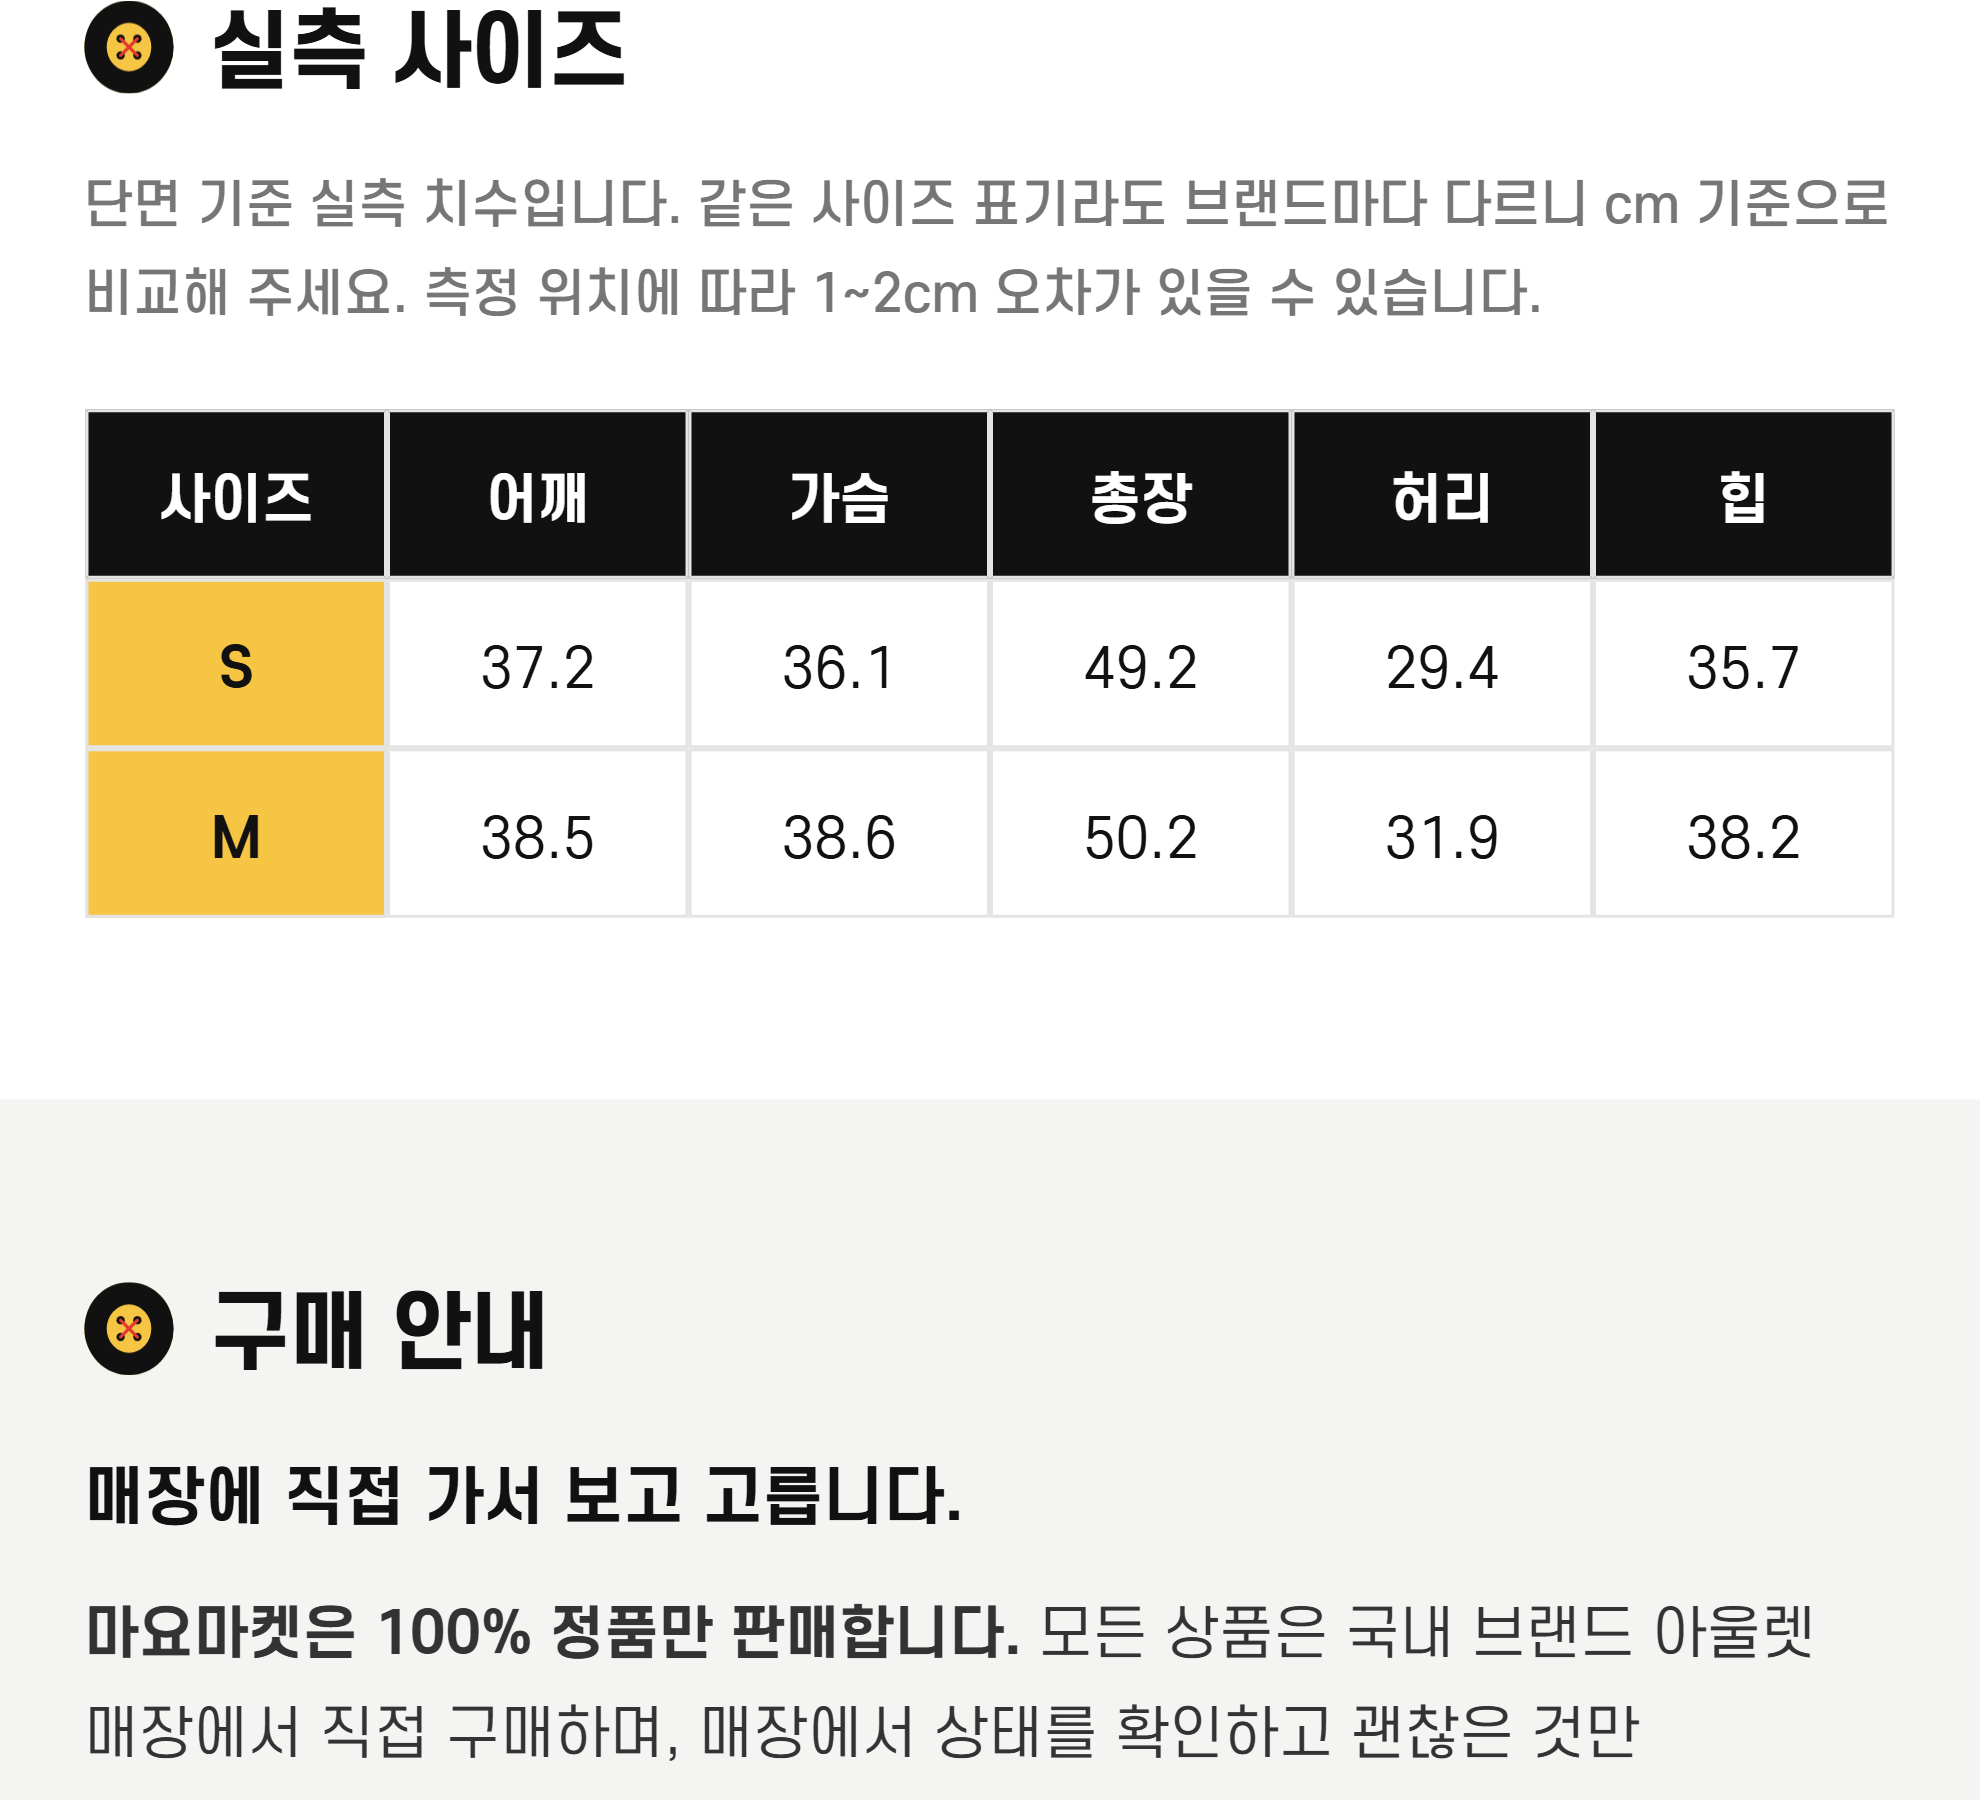 실측 사이즈
단면 기준 실측 치수입니다. 같은 사이즈 표기라도 브랜드마다 다르니 cm 기준으로
비교해 주세요. 측정 위치에 따라 1~2cm 오차가 있을 수 있습니다.
사이즈 어깨 가슴 총장 허리 힙
S 37.2 36.1 49.2 29.4 35.7
M 38.5 38.6 50.2 31.9 38.2
구매 안내
매장에 직접 가서 보고 고릅니다.
마요마켓은 100% 정품만 판매합니다. 모든 상품은 국내 브랜드 아울렛
매장에서 직접 구매하며, 매장에서 상태를 확인하고 괜찮은 것만